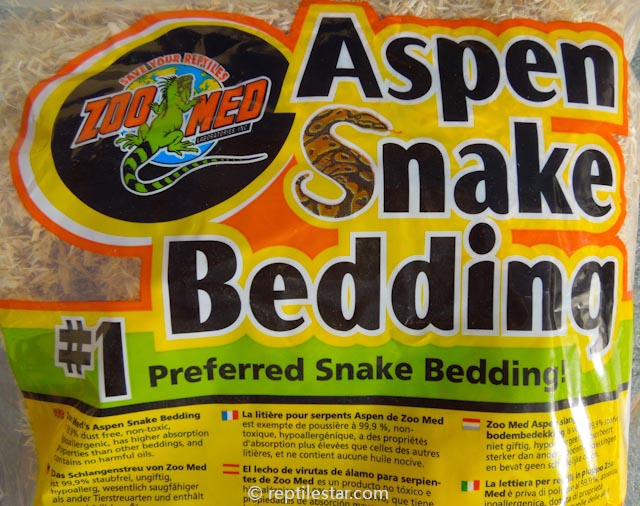 Aspen
SAVE YOUR REPTILES
ZOO MED
LABORATORIES INC
Snake
Bedding
#1
Preferred Snake Bedding!
Med's Aspen Snake Bedding
dust free, non-toxic,
has higher absorption
than other beddings, and
no harmful oils.
Das Schlangenstreu von Zoo Med
ist 99,9% staubfrei, ungiftig,
hypoallerg, wesentlich saugfähiger
als ander Tierstreuarten und enthält
La litière pour serpents Aspen de Zoo Med
est exempte de poussière à 99,9 %, non-
toxique, hypoallergénique, a des propriétés
d'absorption plus élevées que celles des autres
litières, et ne contient aucune huile nocive.
El lecho de virutas de álamo para serpien-
tes de Zoo Med es un producto no tóxico e
propiedades de absorción
que tiene
Zoo Med Aspen
bodembedekking
niet giftig,
sterker dan
en bevat geen
La lettiera per
Med è priva di
© reptilestar.com